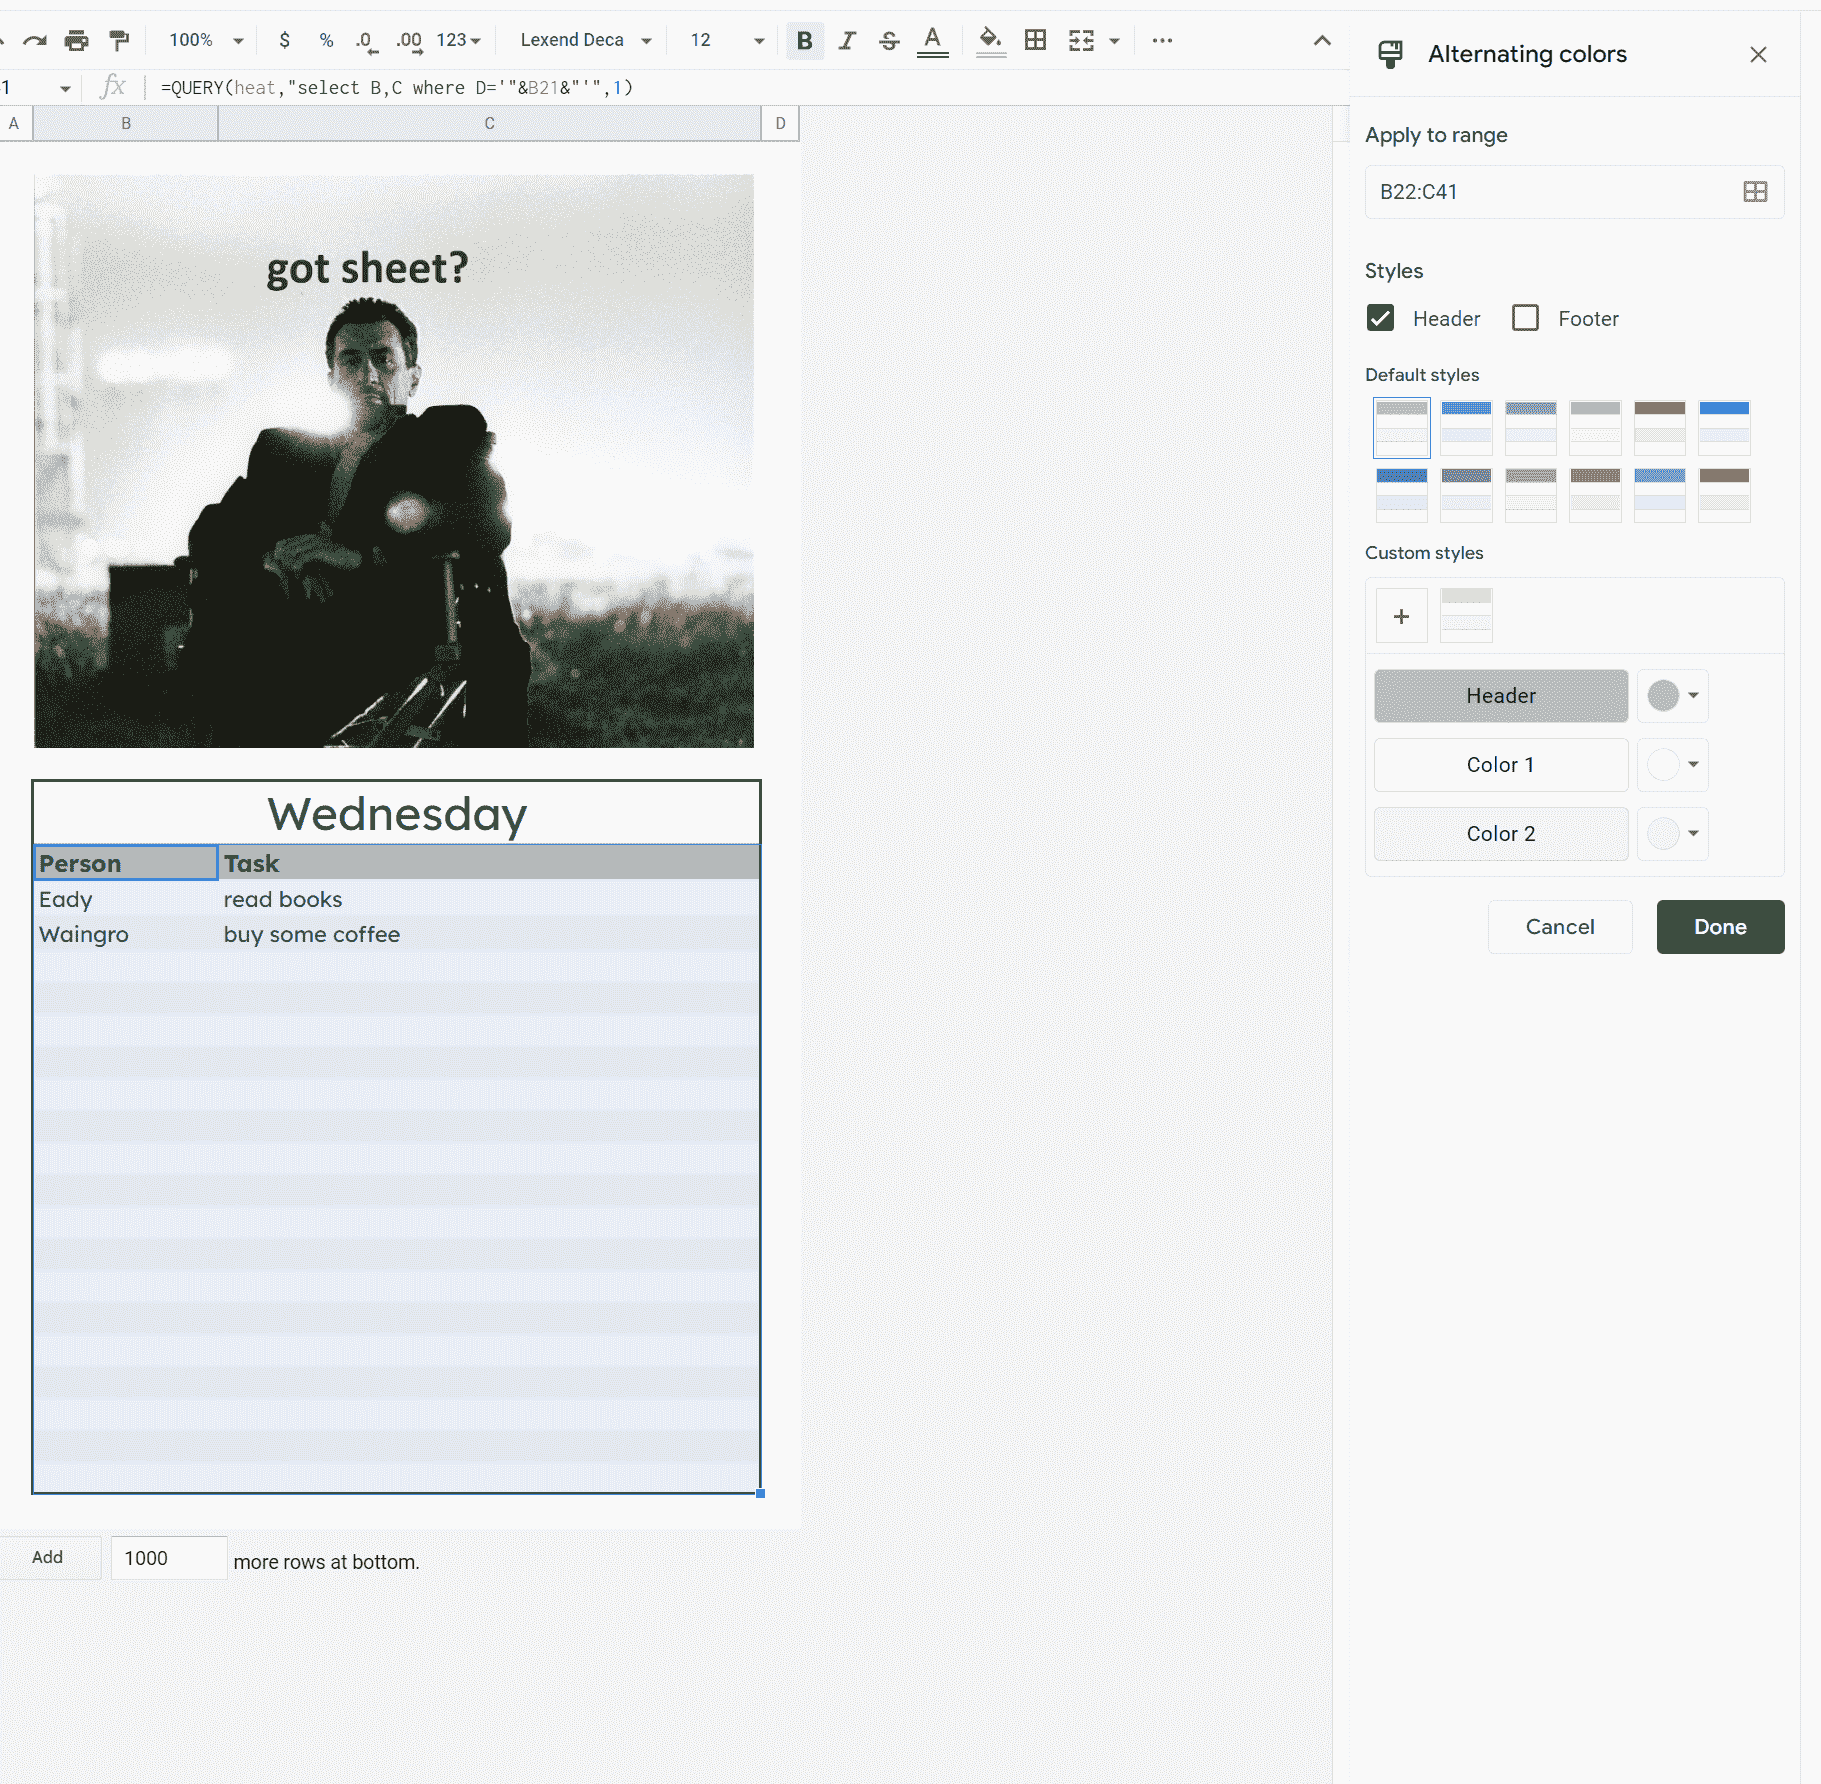 100%
$
%
.0
.00
123
Lexend Deca
12
B
I
S
A
1
fx
=QUERY(heat,"select B,C where D='"&B21&"'",1)
A
B
C
D
got sheet?
Wednesday
Person Task
Eady read books
Waingro buy some coffee
Add 1000 more rows at bottom.
Alternating colors
Apply to range
B22:C41
Styles
Header Footer
Default styles
Custom styles
+
Header
Color 1
Color 2
Cancel Done